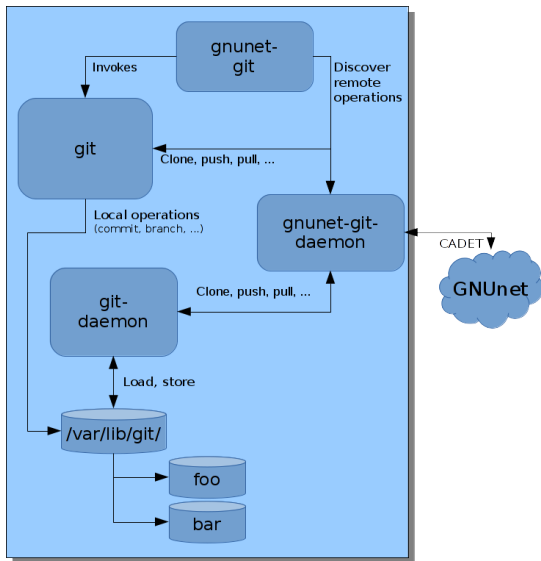 gnunet-
git
Invokes
Discover
remote
operations
git
Clone, push, pull, ...
Local operations
(commit, branch, ...)
gnunet-git-
daemon
CADET
GNUnet
git-
daemon
Clone, push, pull, ...
Load, store
/var/lib/git/
foo
bar